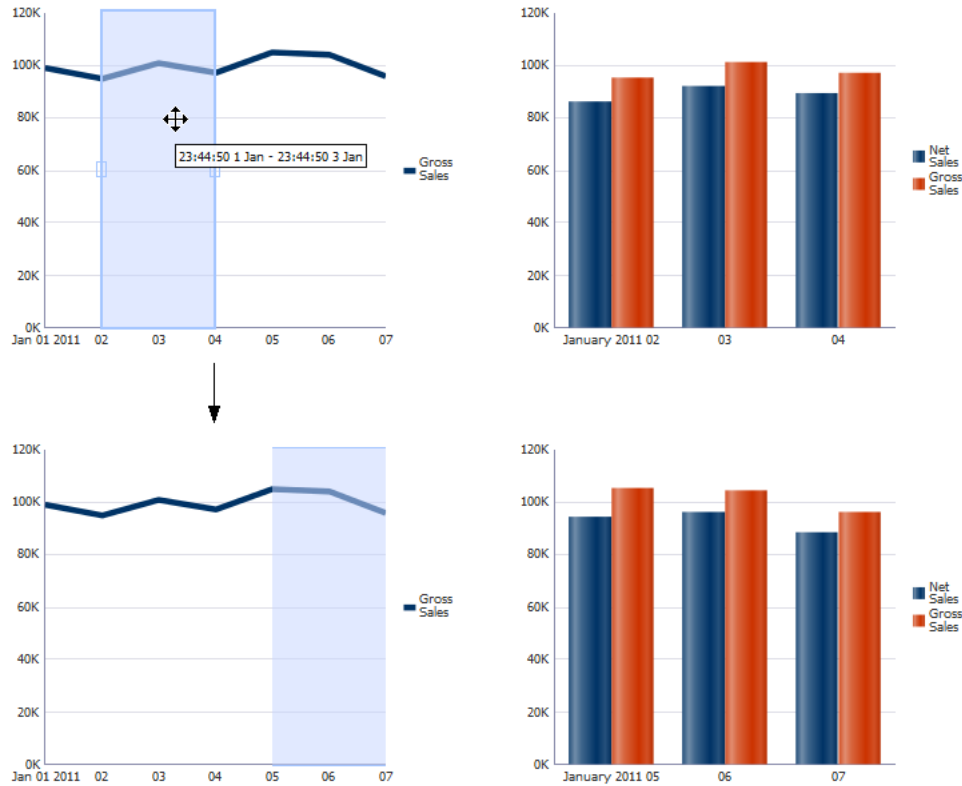 120K
100K
80K
60K
40K
20K
0K
Jan 01 2011 02 03 04 05 06 07
23:44:50 1 Jan - 23:44:50 3 Jan
Gross
Sales
120K
100K
80K
60K
40K
20K
0K
January 2011 02 03 04
Net
Sales
Gross
Sales
120K
100K
80K
60K
40K
20K
0K
Jan 01 2011 02 03 04 05 06 07
Gross
Sales
120K
100K
80K
60K
40K
20K
0K
January 2011 05 06 07
Net
Sales
Gross
Sales